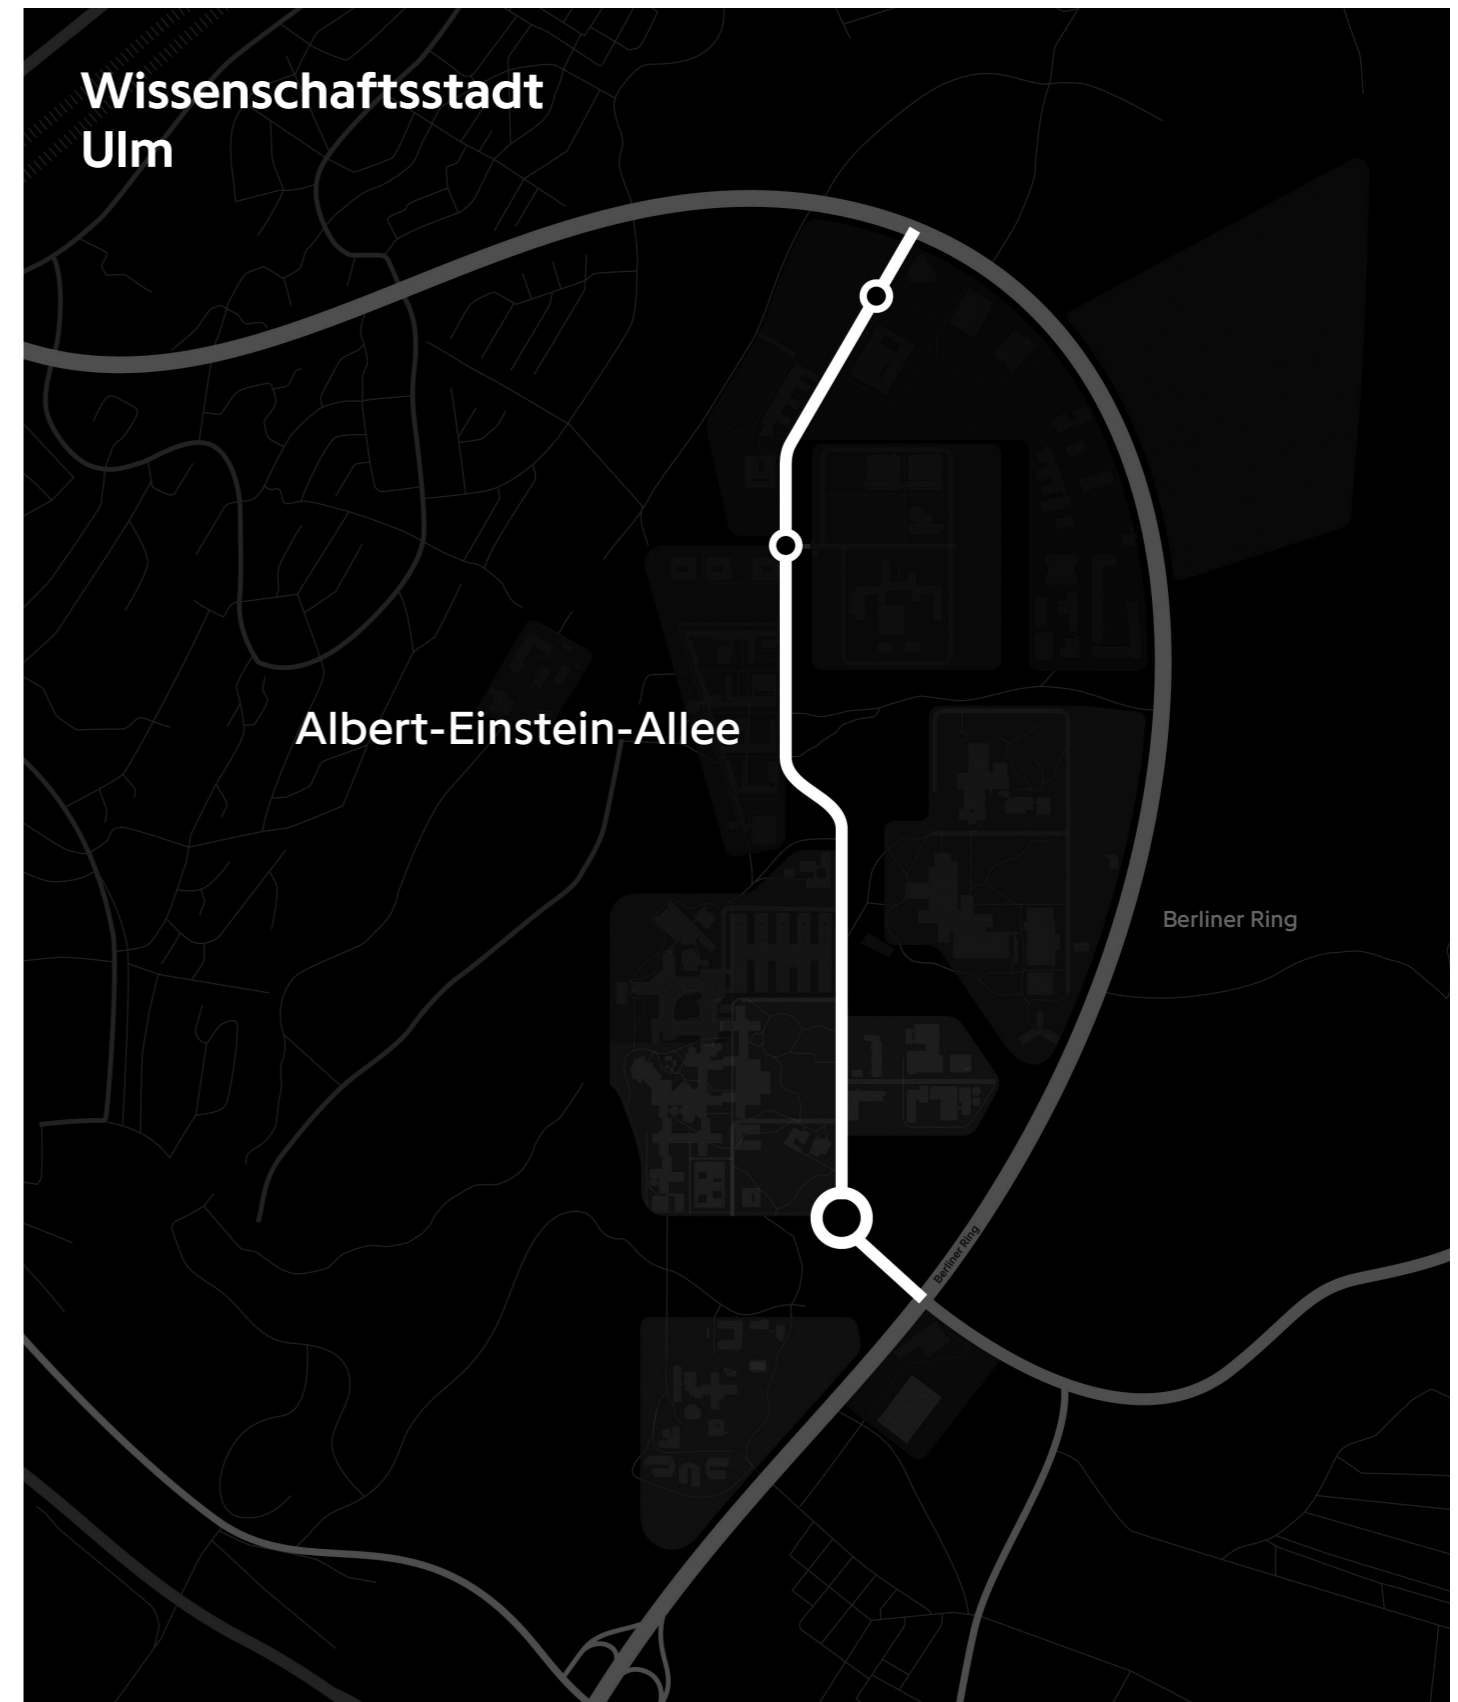 Wissenschaftsstadt
Ulm
Albert-Einstein-Allee
Berliner Ring
Berliner Ring